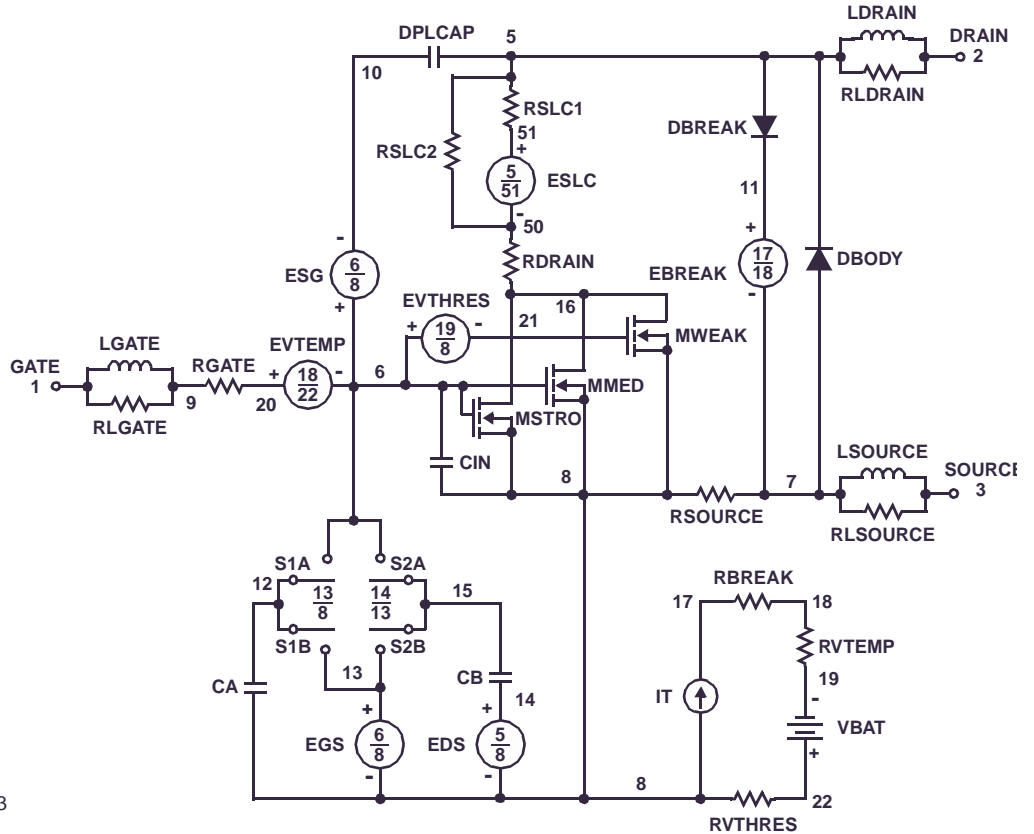 LDRAIN
DPLCAP 5 DRAIN
10 2
RSLC1 RLDRAIN
51 DBREAK
+
RSLC2
5
51
ESLC
11
-
50
- +
ESG
6
8
RDRAIN EBREAK
17
18
DBODY
+ -
EVTHRES 16
21
+
19
8
-
MWEAK
LGATE EVTEMP
GATE RGATE
1
+
18
22
-
6
MMED
9 20
RLGATE
MSTRO
CIN
8 7
LSOURCE
SOURCE
3
RSOURCE
RLSOURCE
S1A S2A
12
13
8
14
13
15
RBREAK
17 18
S1B S2B
RVTEMP
13 CB 19
CA 14 IT -
+ + VBAT
EGS
6
8
EDS
5
8
+
- -
8 22
RVTHRES
3